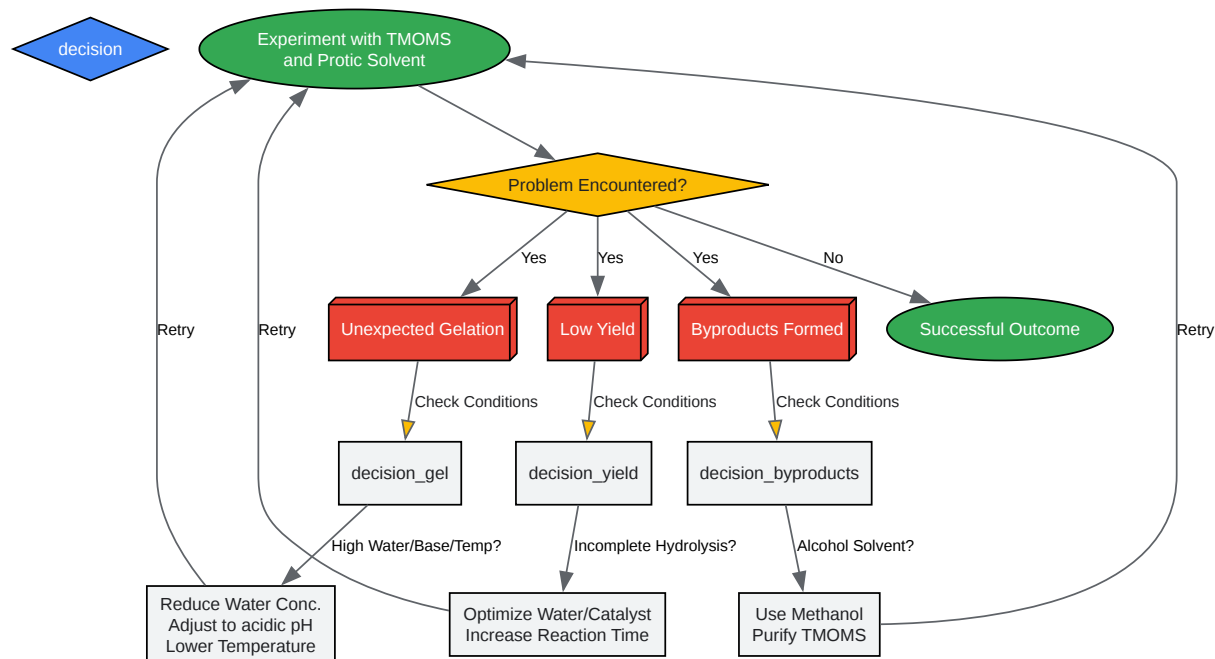 decision
Experiment with TMOMS
and Protic Solvent
Problem Encountered?
Yes
Yes
Yes
No
Unexpected Gelation
Low Yield
Byproducts Formed
Successful Outcome
Retry
Retry
Retry
Check Conditions
Check Conditions
Check Conditions
decision_gel
decision_yield
decision_byproducts
High Water/Base/Temp?
Incomplete Hydrolysis?
Alcohol Solvent?
Reduce Water Conc.
Adjust to acidic pH
Lower Temperature
Optimize Water/Catalyst
Increase Reaction Time
Use Methanol
Purify TMOMS